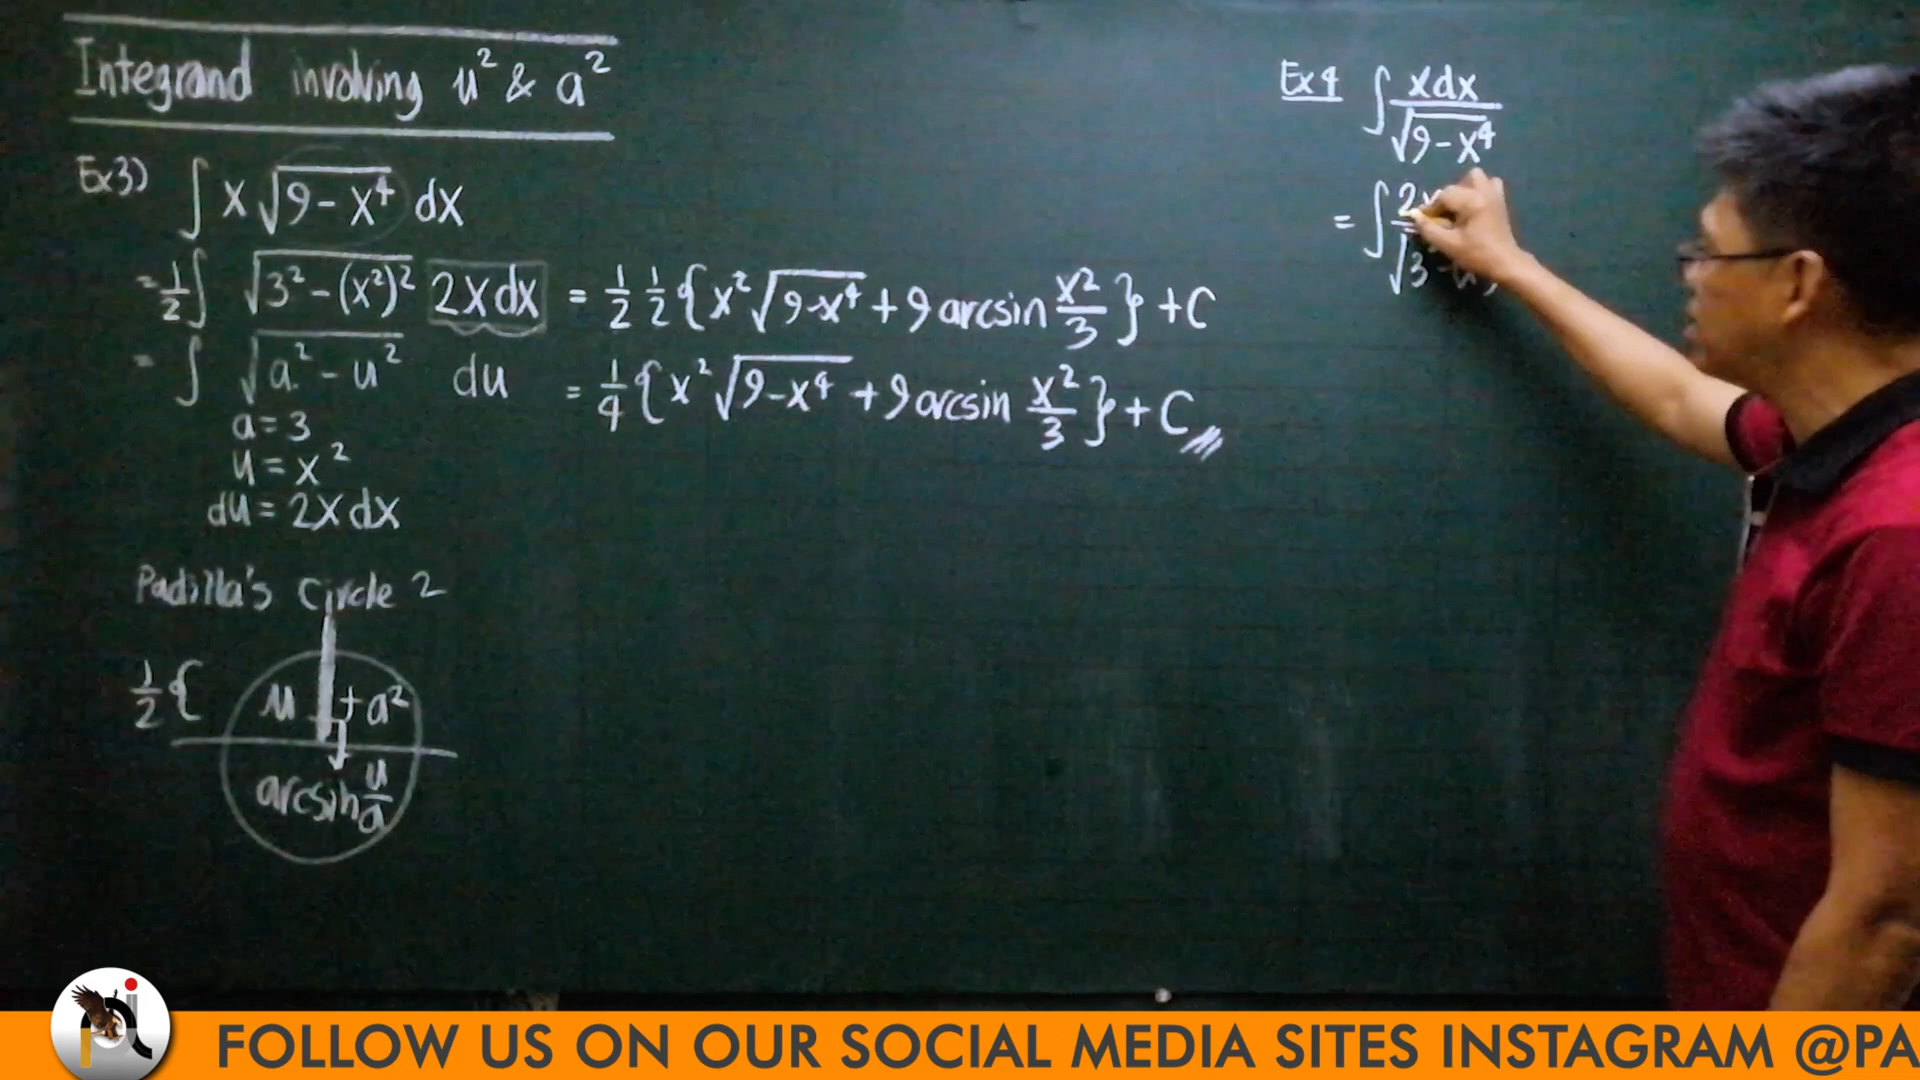 Integrand involving u² & a²
Ex3) ∫ x √(9 - x⁴) dx
= 1/2 ∫ √(3² - (x²)²) 2x dx = 1/2 1/2 { x² √(9-x⁴) + 9 arcsin x²/3 } + C
= ∫ √(a² - u²) du = 1/4 { x² √(9-x⁴) + 9 arcsin x²/3 } + C
a = 3
u = x²
du = 2x dx
Padilla's Circle 2
1/2 { u + a²
arcsin u/a
Ex 4 ∫ xdx / √(9-x⁴)
= ∫ 2 / √3
FOLLOW US ON OUR SOCIAL MEDIA SITES INSTAGRAM @PA